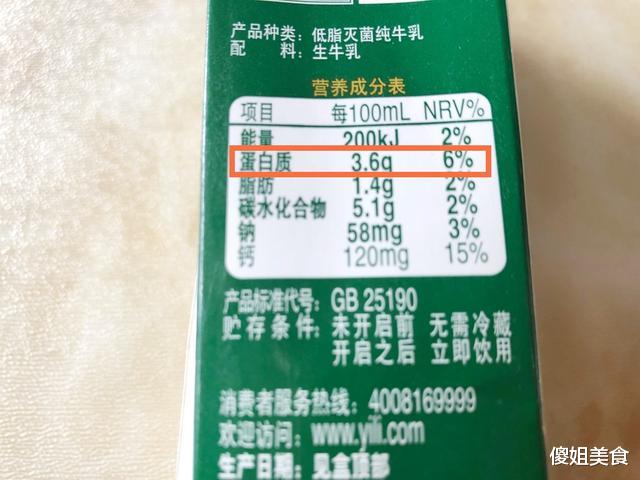 产品种类：低脂灭菌纯牛乳
配 料：生牛乳
营养成分表
项目 每100mL NRV%
能量 200kJ 2%
蛋白质 3.6g 6%
脂肪 1.4g 2%
碳水化合物 5.1g 2%
钠 58mg 3%
钙 120mg 15%
产品标准代号：GB 25190
贮存条件：未开启前 无需冷藏
开启之后 立即饮用
消费者服务热线：4008169999
欢迎访问：www.yili.com
生产日期：见盒顶部
傻姐美食